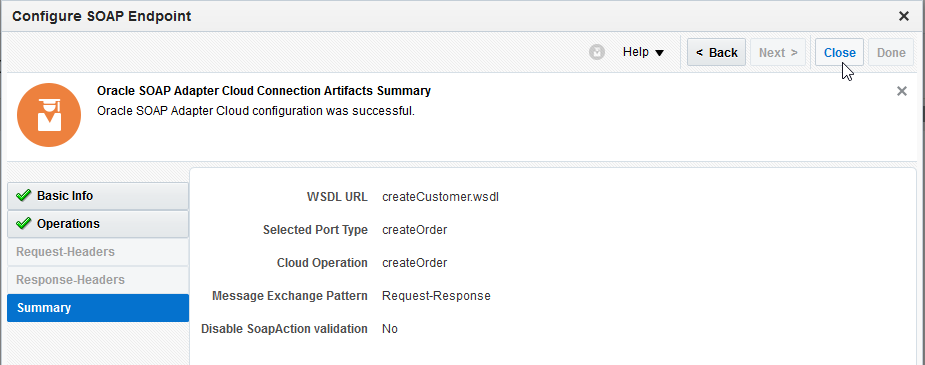 Configure SOAP Endpoint
Help
< Back
Next >
Close
Done
Oracle SOAP Adapter Cloud Connection Artifacts Summary
Oracle SOAP Adapter Cloud configuration was successful.
Basic Info
Operations
Request-Headers
Response-Headers
Summary
WSDL URL createCustomer.wsdl
Selected Port Type createOrder
Cloud Operation createOrder
Message Exchange Pattern Request-Response
Disable SoapAction validation No